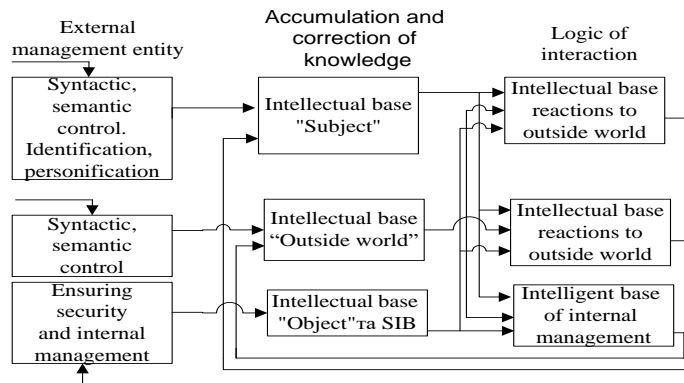 External
management entity
Accumulation and
correction of
knowledge
Logic of
interaction
Syntactic,
semantic
control.
Identification,
personification
Intellectual base
"Subject"
Intellectual base
reactions to
outside world
Syntactic,
semantic
control
Intellectual base
“Outside world”
Intellectual base
reactions to
outside world
Ensuring
security
and internal
management
Intellectual base
"Object"та SIB
Intelligent base
of internal
management